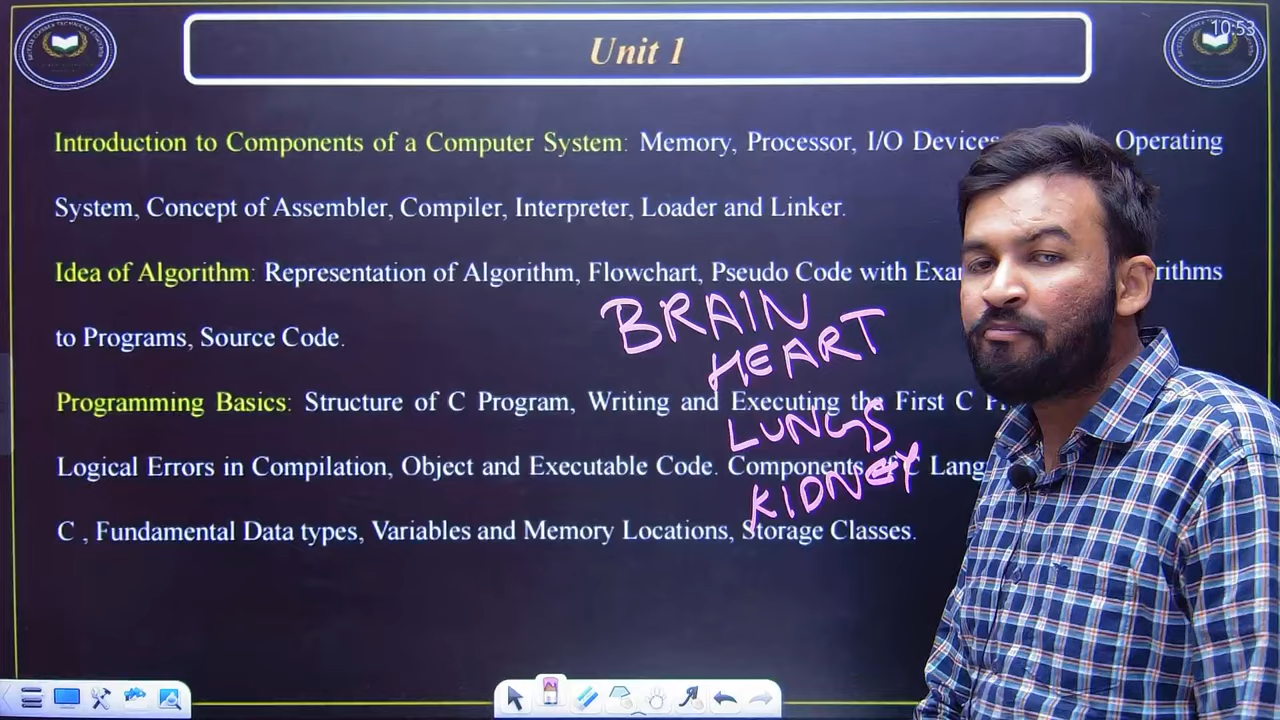 10:53
Unit 1
Introduction to Components of a Computer System: Memory, Processor, I/O Devices Operating
System, Concept of Assembler, Compiler, Interpreter, Loader and Linker.
Idea of Algorithm: Representation of Algorithm, Flowchart, Pseudo Code with
to Programs, Source Code.
BRAIN
HEART
Programming Basics: Structure of C Program, Writing and Executing the First C
LUNGS
Logical Errors in Compilation, Object and Executable Code. Components of C
KIDNEY
C , Fundamental Data types, Variables and Memory Locations, Storage Classes.